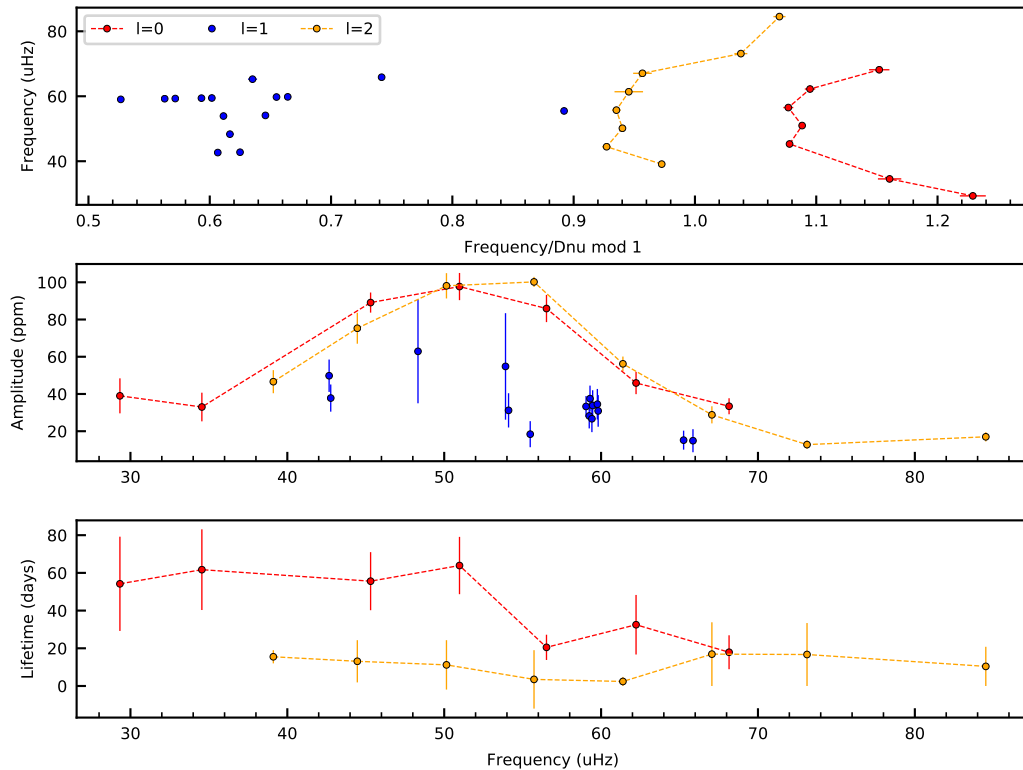 l=0 l=1 l=2
80
60
40
Frequency (uHz)
0.5 0.6 0.7 0.8 0.9 1.0 1.1 1.2
Frequency/Dnu mod 1
100
80
60
40
20
Amplitude (ppm)
30 40 50 60 70 80
80
60
40
20
0
Lifetime (days)
30 40 50 60 70 80
Frequency (uHz)